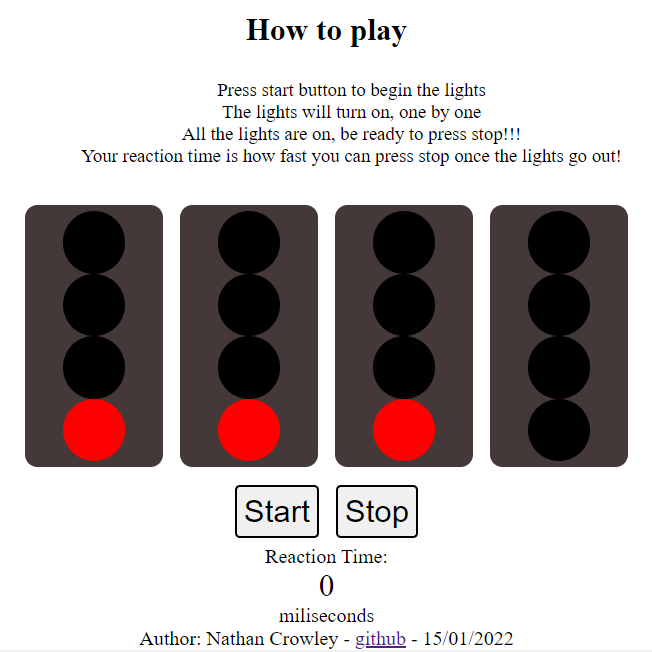 How to play
Press start button to begin the lights
The lights will turn on, one by one
All the lights are on, be ready to press stop!!!
Your reaction time is how fast you can press stop once the lights go out!
Start Stop
Reaction Time:
0
miliseconds
Author: Nathan Crowley - github - 15/01/2022